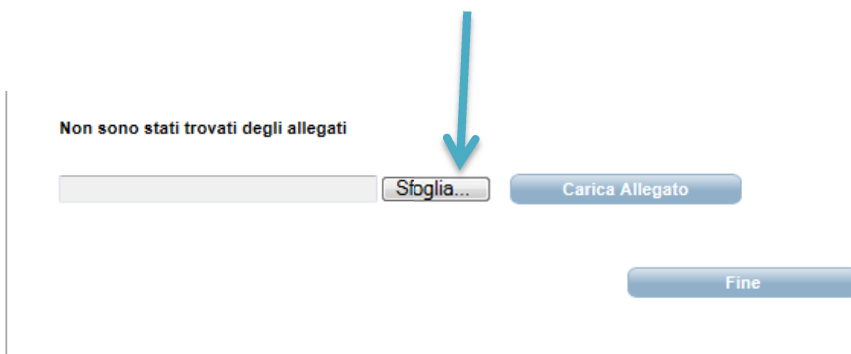 Non sono stati trovati degli allegati
Sfoglia... Carica Allegato
Fine